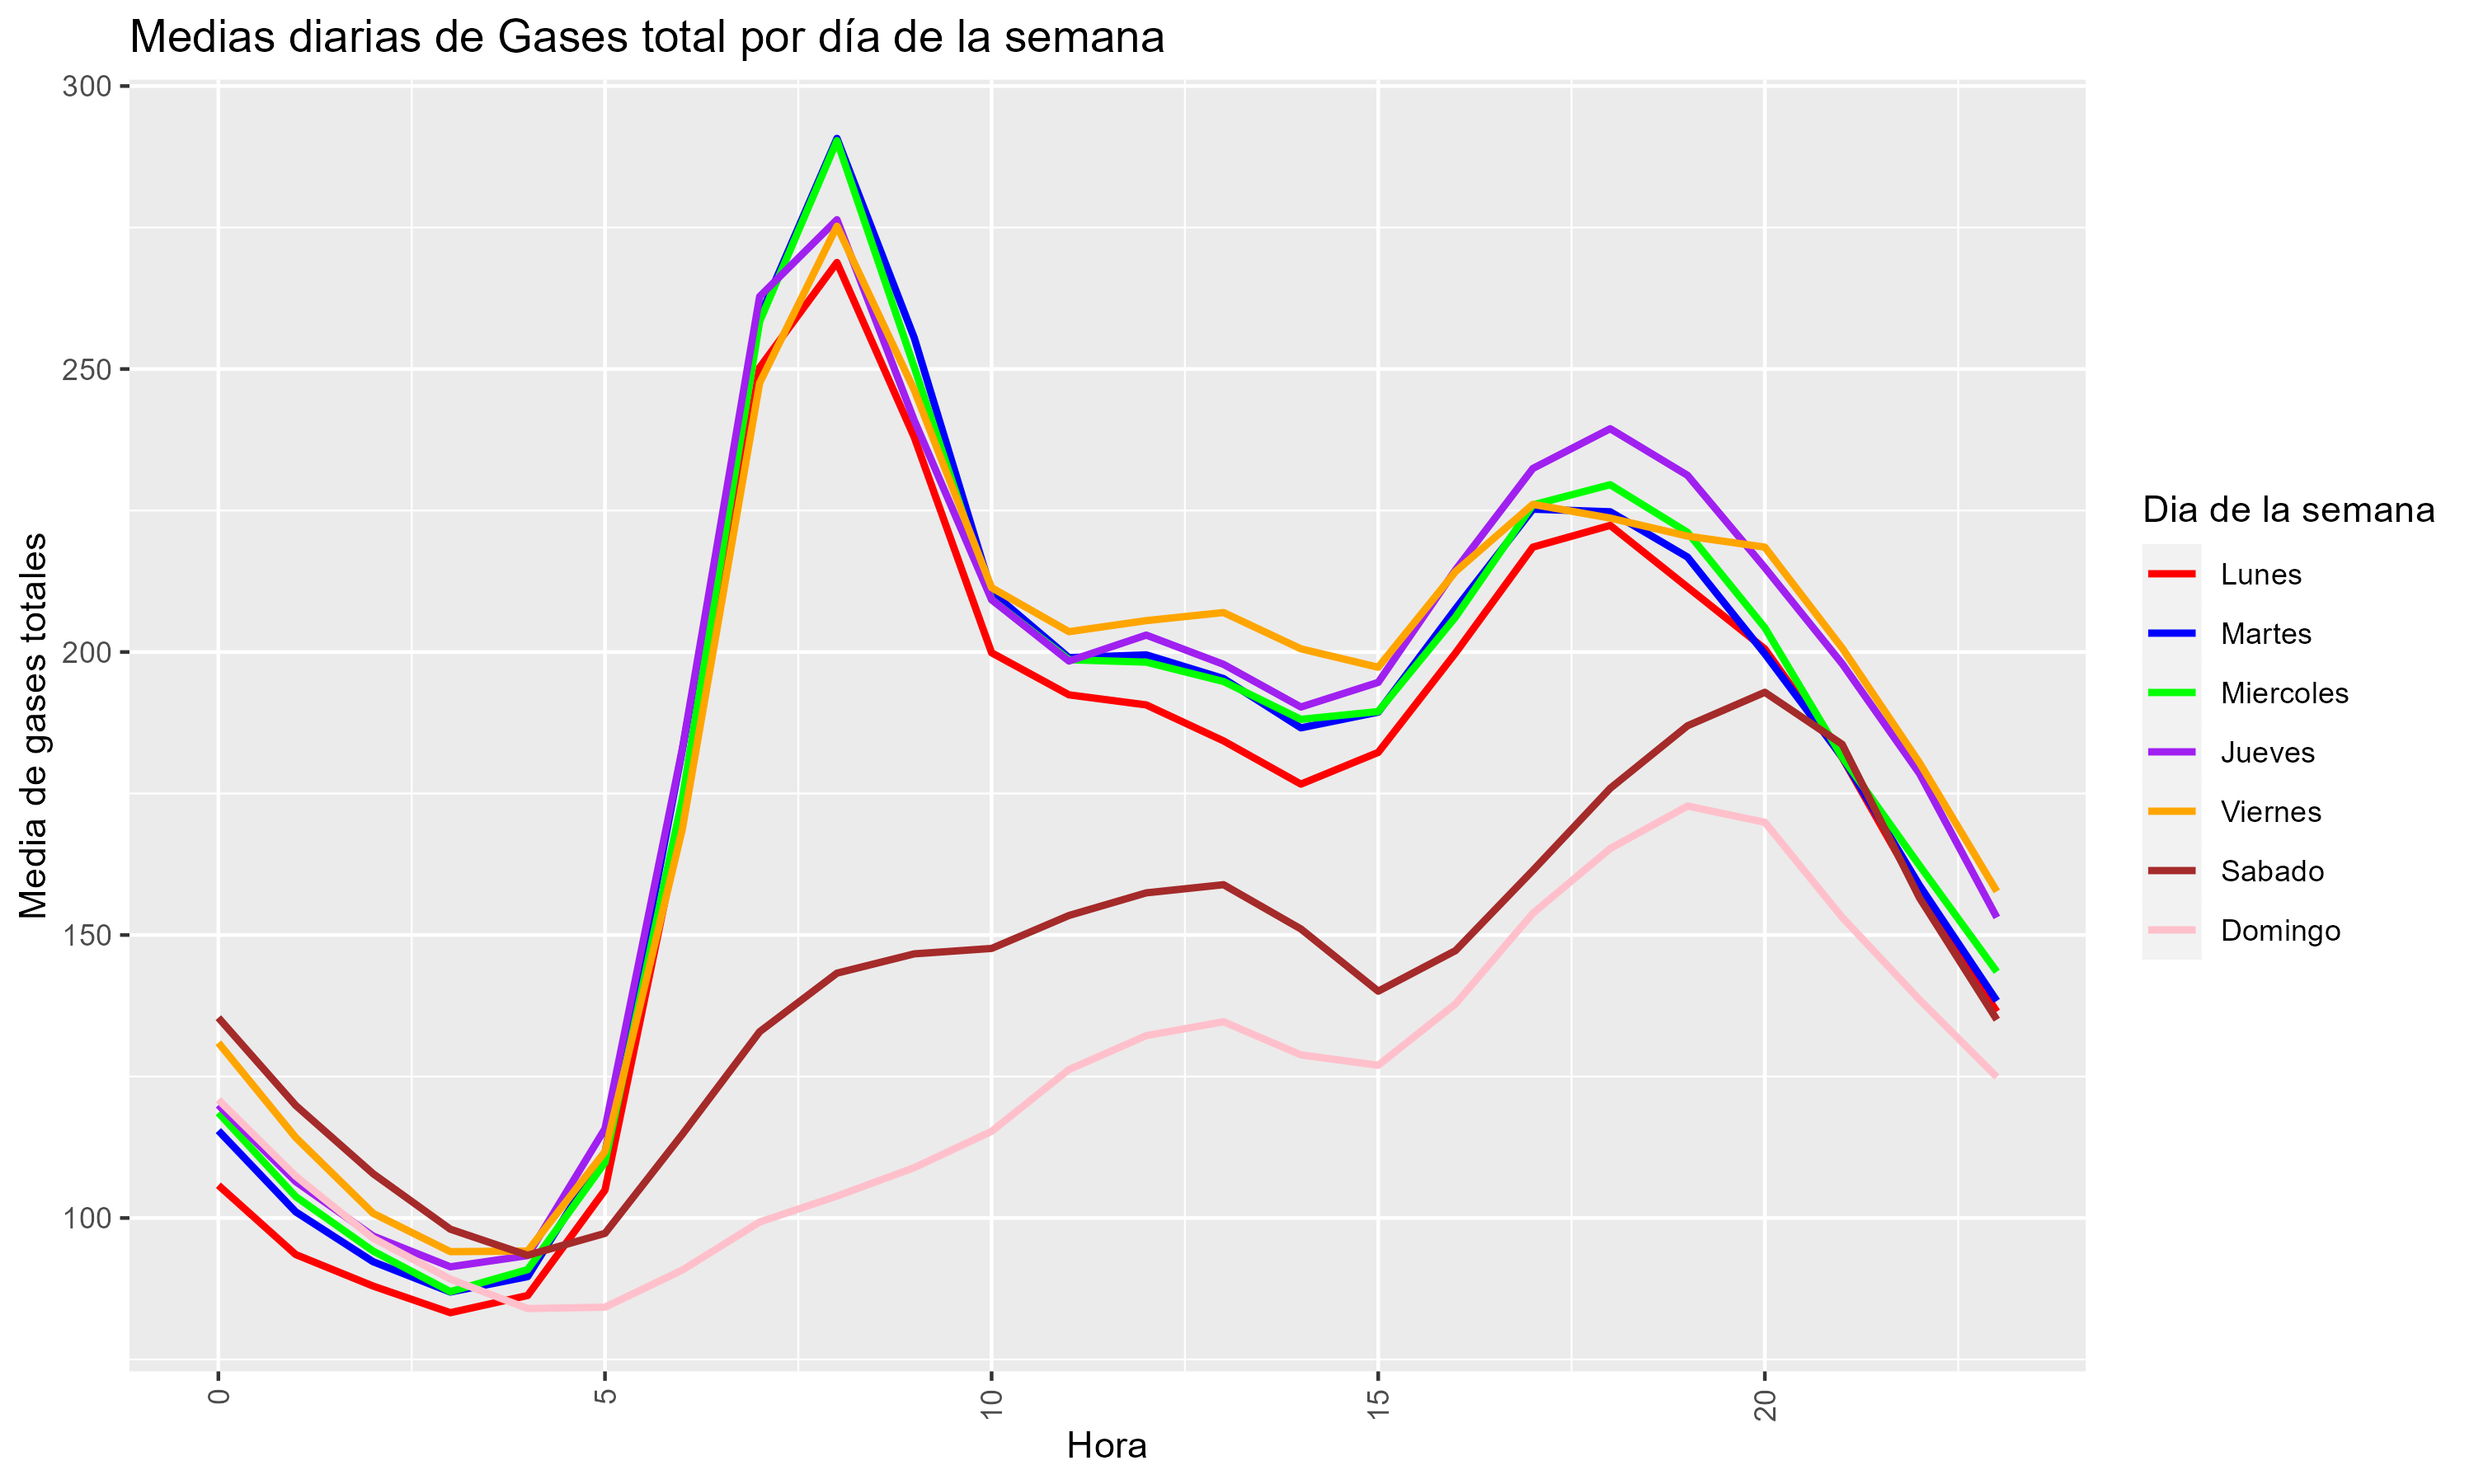 Medias diarias de Gases total por día de la semana
Media de gases totales
300
250
200
150
100
0
5
10
15
20
Hora
Dia de la semana
Lunes
Martes
Miercoles
Jueves
Viernes
Sabado
Domingo